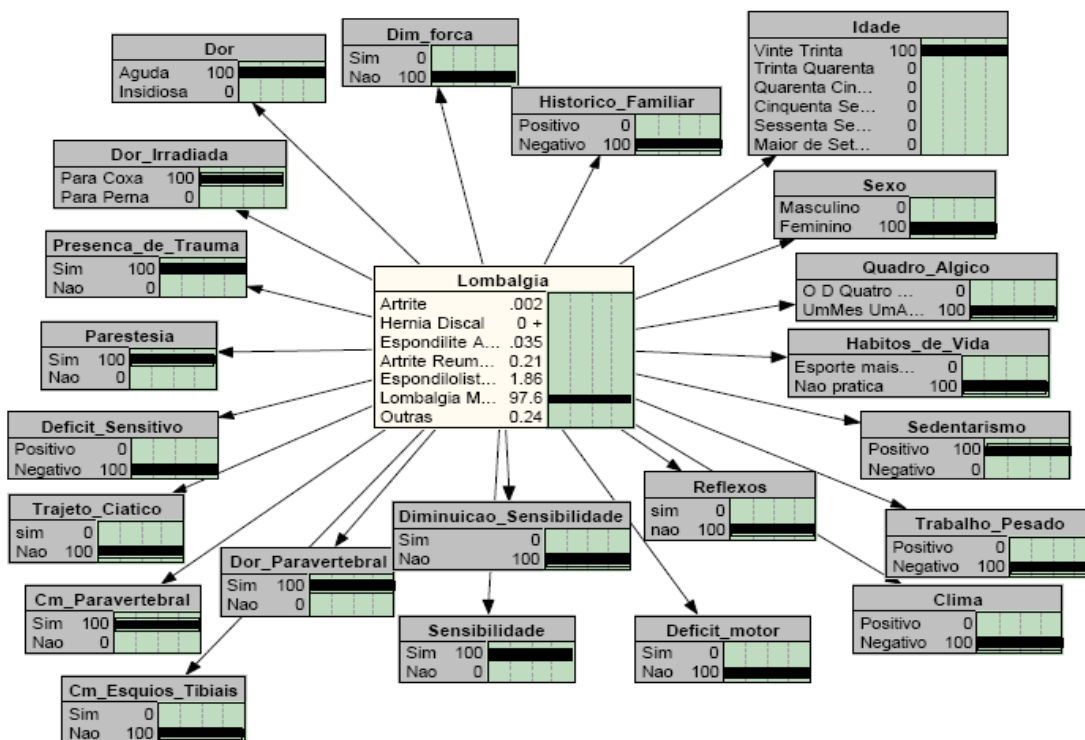 Dor
Aguda 100
Insidiosa 0
Dim_forca
Sim 0
Nao 100
Idade
Vinte Trinta 100
Trinta Quarenta 0
Quarenta Cin... 0
Cinquenta Se... 0
Sessenta Se... 0
Maior de Set... 0
Historico_Familiar
Positivo 0
Negativo 100
Dor_Irradiada
Para Coxa 100
Para Perna 0
Sexo
Masculino 0
Feminino 100
Presenca_de_Trauma
Sim 100
Nao 0
Lombalgia
Artrite .002
Hernia Discal 0 +
Espondilite A... .035
Artrite Reum... 0.21
Espondilolist... 1.86
Lombalgia M... 97.6
Outras 0.24
Quadro_Algico
O D Quatro ... 0
UmMes UmA... 100
Parestesia
Sim 100
Nao 0
Habitos_de_Vida
Esporte mais... 0
Nao pratica 100
Deficit_Sensitivo
Positivo 0
Negativo 100
Sedentarismo
Positivo 100
Negativo 0
Trajeto_Ciatico
sim 0
Nao 100
Diminuicao_Sensibilidade
Sim 0
Nao 100
Reflexos
sim 0
nao 100
Trabalho_Pesado
Positivo 0
Negativo 100
Dor_Paravertebral
Sim 100
Nao 0
Cm_Paravertebral
Sim 100
Nao 0
Sensibilidade
Sim 100
Nao 0
Deficit_motor
Sim 0
Nao 100
Clima
Positivo 0
Negativo 100
Cm_Esquios_Tibiais
Sim 0
Nao 100